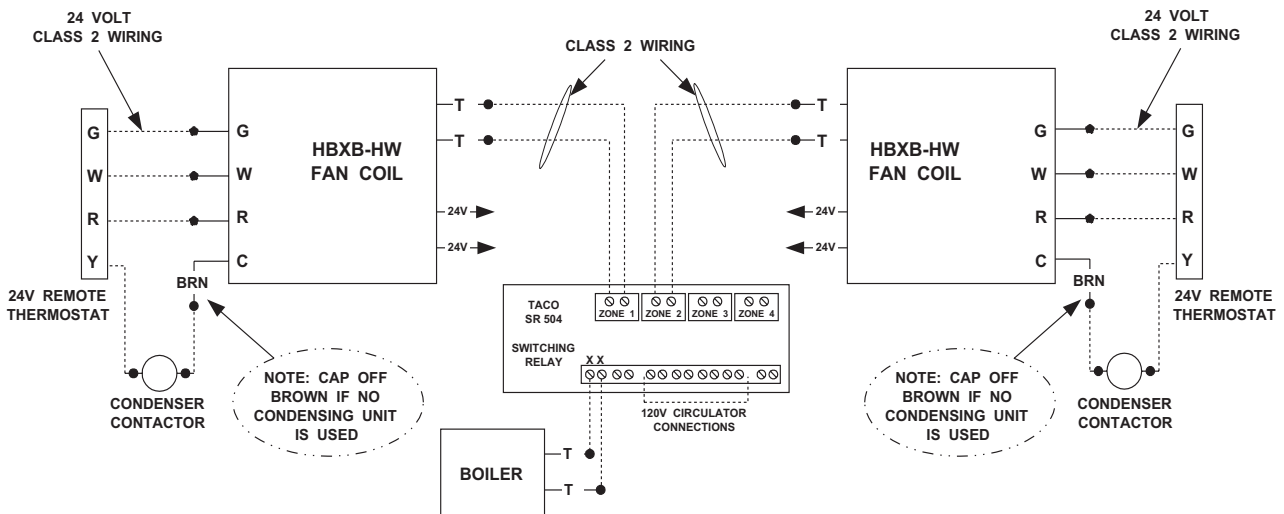 24 VOLT
CLASS 2 WIRING
CLASS 2 WIRING
24 VOLT
CLASS 2 WIRING
G
W
R
Y
24V REMOTE
THERMOSTAT
G
W
R
C
HBXB-HW
FAN COIL
T
T
24V
24V
BRN
CONDENSER
CONTACTOR
NOTE: CAP OFF
BROWN IF NO
CONDENSING UNIT
IS USED
TACO
SR 504
SWITCHING
RELAY
ZONE 1
ZONE 2
ZONE 3
ZONE 4
X X
120V CIRCULATOR
CONNECTIONS
BOILER
T
T
T
T
24V
24V
HBXB-HW
FAN COIL
G
W
R
C
BRN
G
W
R
Y
24V REMOTE
THERMOSTAT
NOTE: CAP OFF
BROWN IF NO
CONDENSING UNIT
IS USED
CONDENSER
CONTACTOR